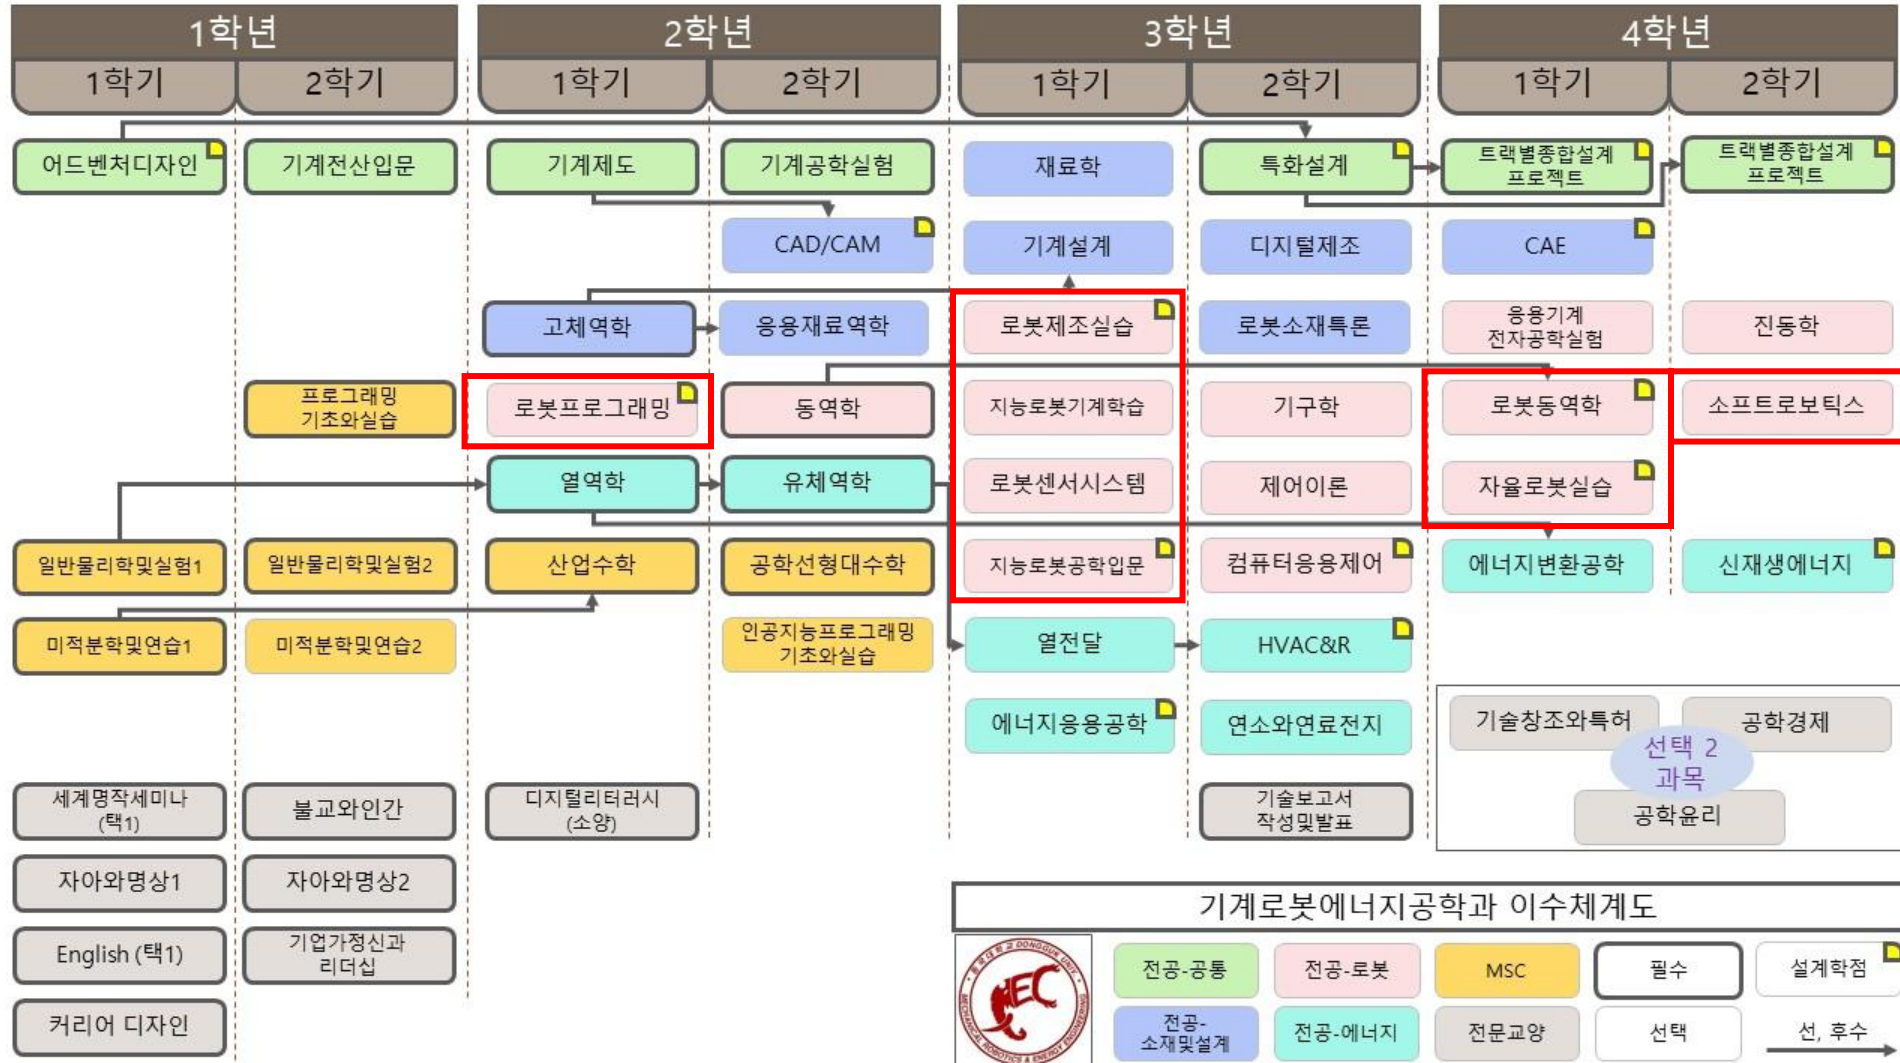 1학년
2학년
3학년
4학년
1학기
2학기
1학기
2학기
1학기
2학기
1학기
2학기
어드벤처디자인
기계전산입문
기계제도
기계공학실험
재료학
특화설계
트랙별종합설계
프로젝트
트랙별종합설계
프로젝트
CAD/CAM
기계설계
디지털제조
CAE
고체역학
응용재료역학
로봇제조실습
로봇소재특론
응용기계
전자공학실험
진동학
프로그래밍
기초와실습
로봇프로그래밍
동역학
지능로봇기계학습
기구학
로봇동역학
소프트로보틱스
열역학
유체역학
로봇센서시스템
제어이론
자율로봇실습
일반물리학및실험1
일반물리학및실험2
산업수학
공학선형대수학
지능로봇공학입문
컴퓨터응용제어
에너지변환공학
신재생에너지
미적분학및연습1
미적분학및연습2
인공지능프로그래밍
기초와실습
열전달
HVAC&R
에너지응용공학
연소와연료전지
기술창조와특허
공학경제
선택 2
과목
공학윤리
세계명작세미나
(택1)
불교와인간
디지털리터러시
(소양)
기술보고서
작성및발표
자아와명상1
자아와명상2
English (택1)
기업가정신과
리더십
커리어 디자인
기계로봇에너지공학과 이수체계도
전공-공통
전공-로봇
MSC
필수
설계학점
전공-
소재및설계
전공-에너지
전문교양
선택
선, 후수
동국대학교 DONGGUK UNIV.
MEC
MECHANICAL ROBOTICS & ENERGY ENGINEERING